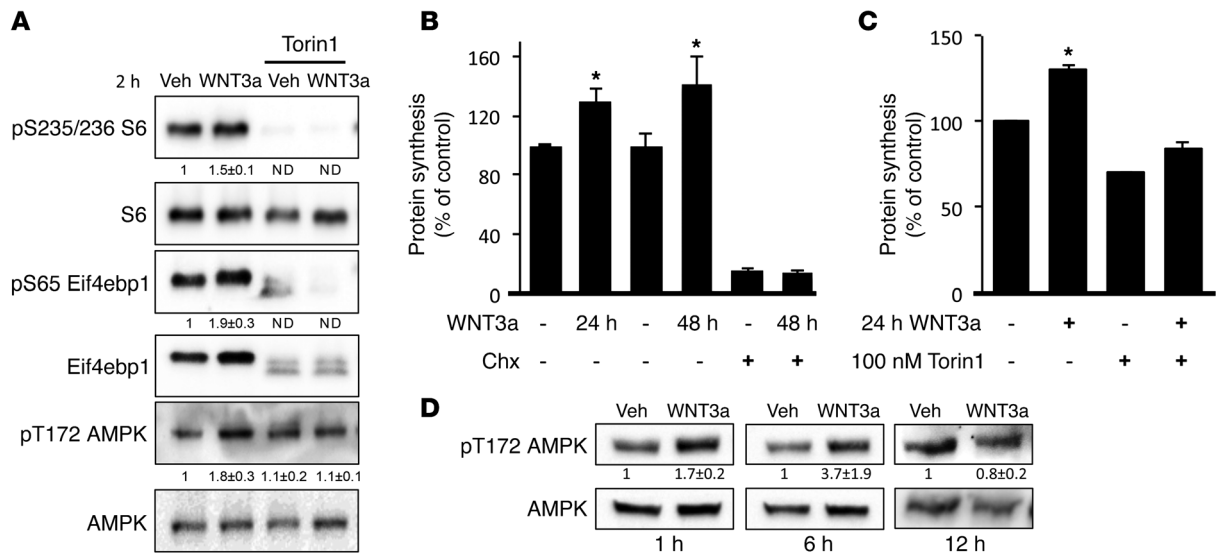 A
Torin1
2 h Veh WNT3a Veh WNT3a
pS235/236 S6
1 1.5±0.1 ND ND
S6
pS65 Eif4ebp1
1 1.9±0.3 ND ND
Eif4ebp1
pT172 AMPK
1 1.8±0.3 1.1±0.2 1.1±0.1
AMPK
B
Protein synthesis
(% of control)
160
120
80
40
0
* *
WNT3a - 24 h - 48 h - 48 h
Chx - - - - + +
C
Protein synthesis
(% of control)
150
100
50
0
*
24 h WNT3a - + - +
100 nM Torin1 - - + +
D
Veh WNT3a Veh WNT3a Veh WNT3a
pT172 AMPK
1 1.7±0.2 1 3.7±1.9 1 0.8±0.2
AMPK
1 h 6 h 12 h